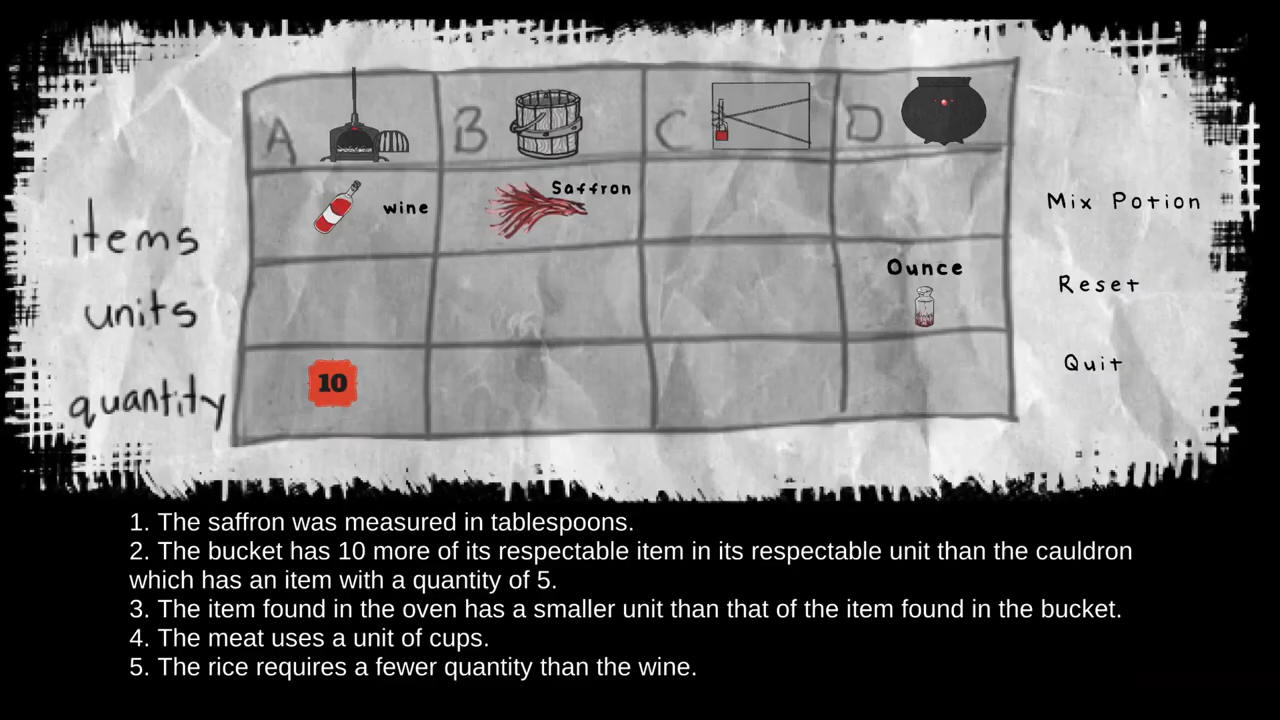 A B C D
wine Saffron
items
Mix Potion
Ounce
units
Reset
Quit
10
quantity
1. The saffron was measured in tablespoons.
2. The bucket has 10 more of its respectable item in its respectable unit than the cauldron
which has an item with a quantity of 5.
3. The item found in the oven has a smaller unit than that of the item found in the bucket.
4. The meat uses a unit of cups.
5. The rice requires a fewer quantity than the wine.